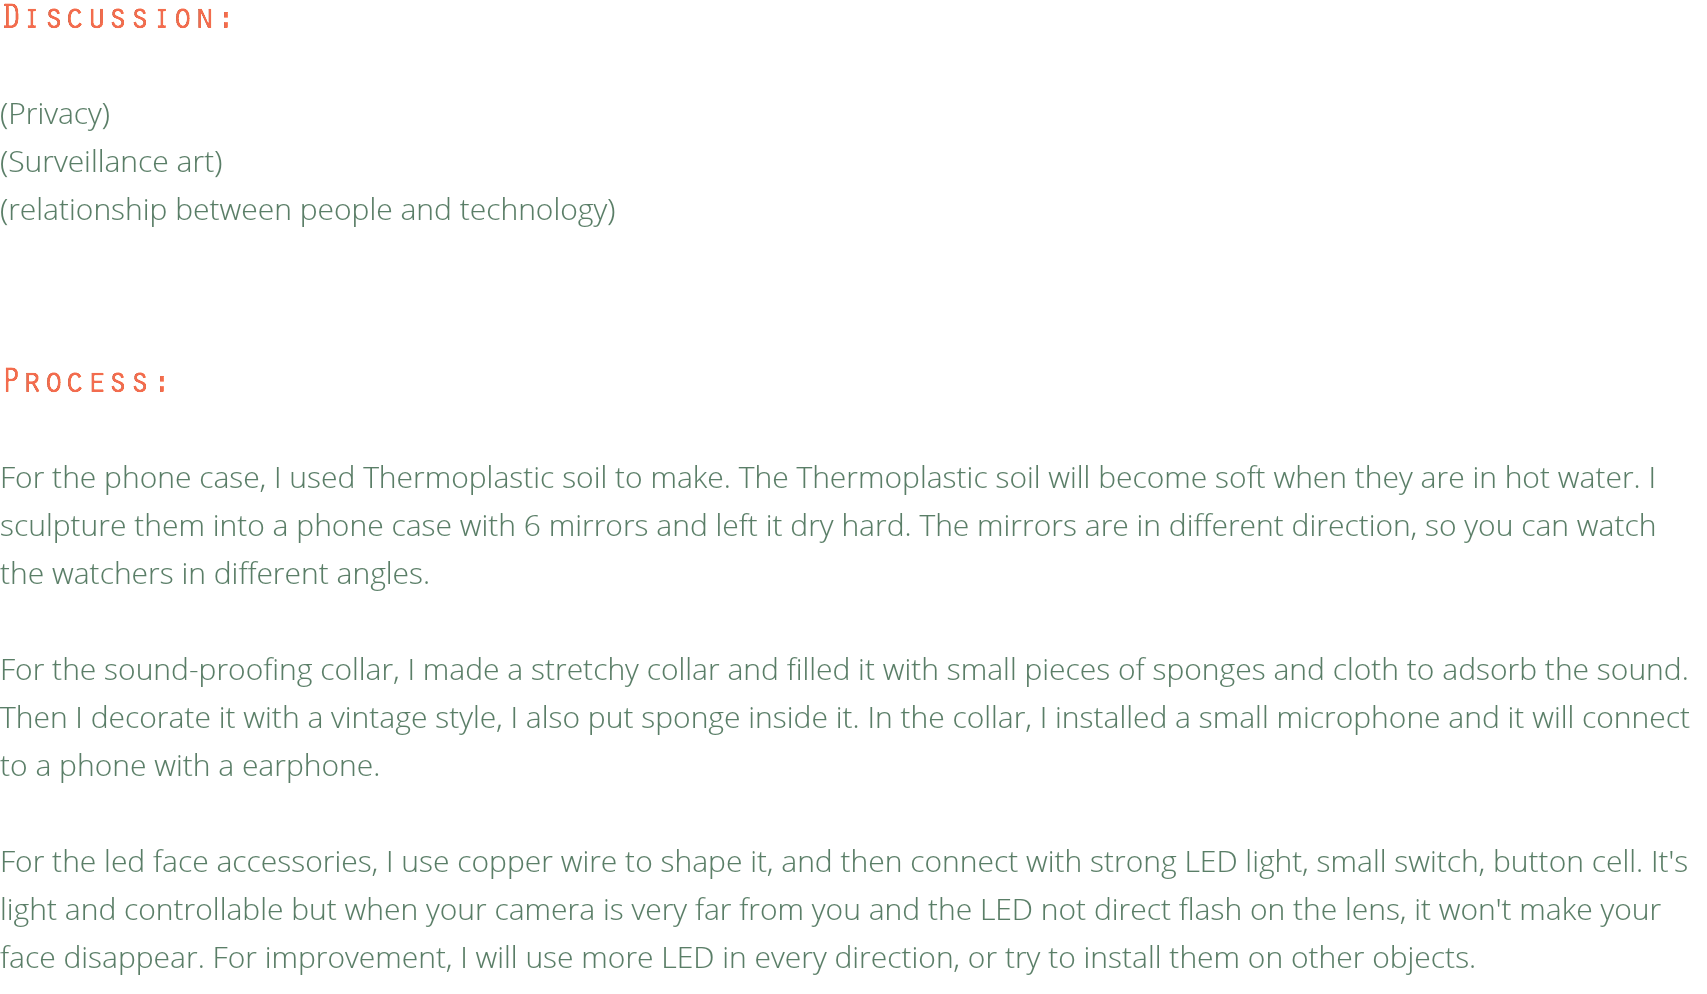 Discussion:
(Privacy)
(Surveillance art)
(relationship between people and technology)
Process:
For the phone case, I used Thermoplastic soil to make. The Thermoplastic soil will become soft when they are in hot water. I
sculpture them into a phone case with 6 mirrors and left it dry hard. The mirrors are in different direction, so you can watch
the watchers in different angles.
For the sound-proofing collar, I made a stretchy collar and filled it with small pieces of sponges and cloth to adsorb the sound.
Then I decorate it with a vintage style, I also put sponge inside it. In the collar, I installed a small microphone and it will connect
to a phone with a earphone.
For the led face accessories, I use copper wire to shape it, and then connect with strong LED light, small switch, button cell. It's
light and controllable but when your camera is very far from you and the LED not direct flash on the lens, it won't make your
face disappear. For improvement, I will use more LED in every direction, or try to install them on other objects.